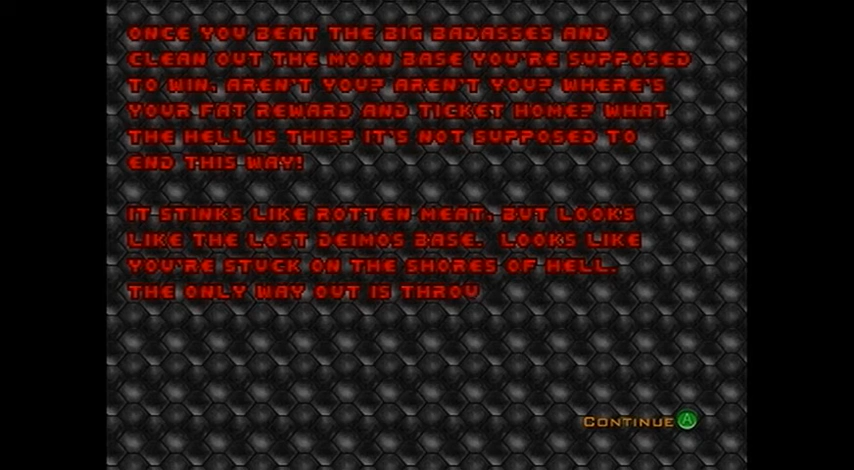 ONCE YOU BEAT THE BIG BADASSES AND
CLEAN OUT THE MOON BASE YOU'RE SUPPOSED
TO WIN, AREN'T YOU? AREN'T YOU? WHERE'S
YOUR FAT REWARD AND TICKET HOME? WHAT
THE HELL IS THIS? IT'S NOT SUPPOSED TO
END THIS WAY!
IT STINKS LIKE ROTTEN MEAT, BUT LOOKS
LIKE THE LOST DEIMOS BASE. LOOKS LIKE
YOU'RE STUCK ON THE SHORES OF HELL.
THE ONLY WAY OUT IS THROU
CONTINUE A